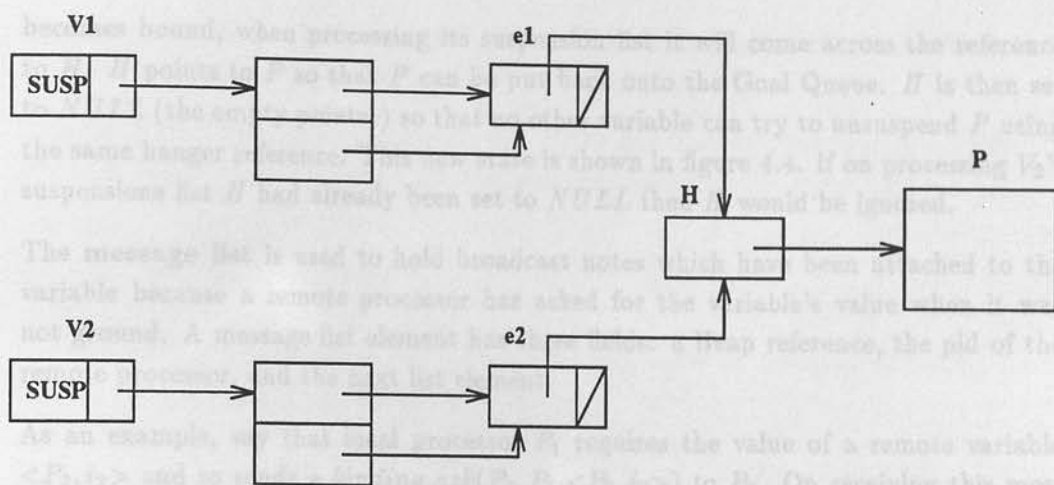 becomes bound, when processing its suspension list it will come across the reference
V1
e1
to H. H points to P so that P can be put back onto the Goal Queue. H is then set
SUSP
to NULL (the empty pointer) so that no other variable can try to unsuspend P using
the same hanger reference. This new state is shown in figure 4.4. If on processing V2's
P
suspensions list H had already been set to NULL then it would be ignored.
H
The message list is used to hold broadcast notes which have been attached to the
variable because a remote processor has asked for the variable's value when it was
V2
e2
not ground. A message list element has three fields: a Heap reference, the pid of the
remote processor, and the next list element.
SUSP
As an example, say that local processor P1 requires the value of a remote variable
and so sends a
to
On receiving this